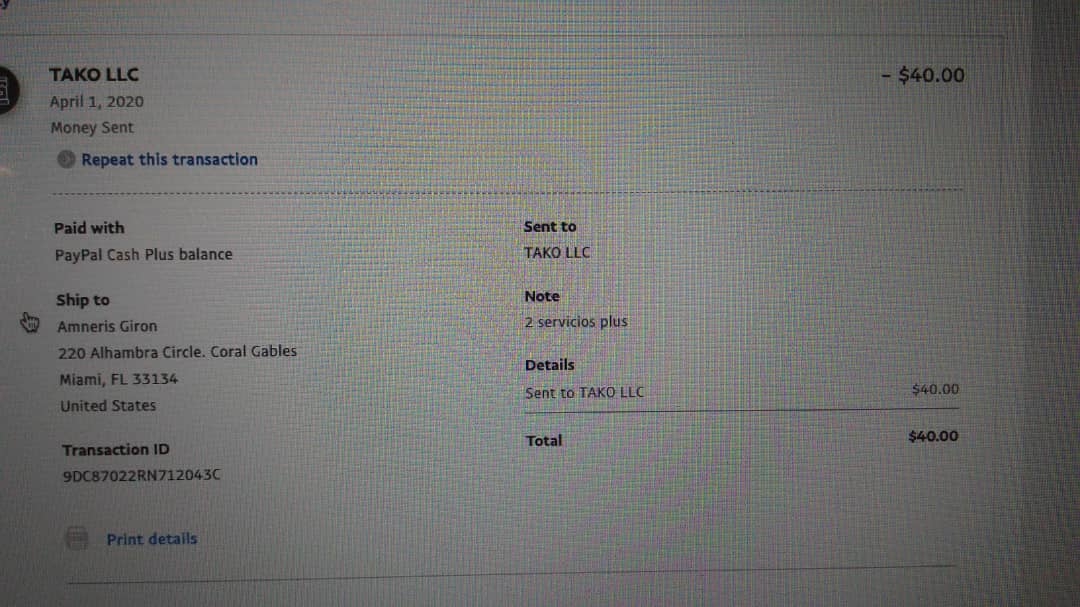 TAKO LLC
- $40.00
April 1, 2020
Money Sent
Repeat this transaction
Paid with
PayPal Cash Plus balance
Ship to
Amneris Giron
220 Alhambra Circle. Coral Gables
Miami, FL 33134
United States
Transaction ID
9DC87022RN712043C
Print details
Sent to
TAKO LLC
Note
2 servicios plus
Details
Sent to TAKO LLC $40.00
Total $40.00